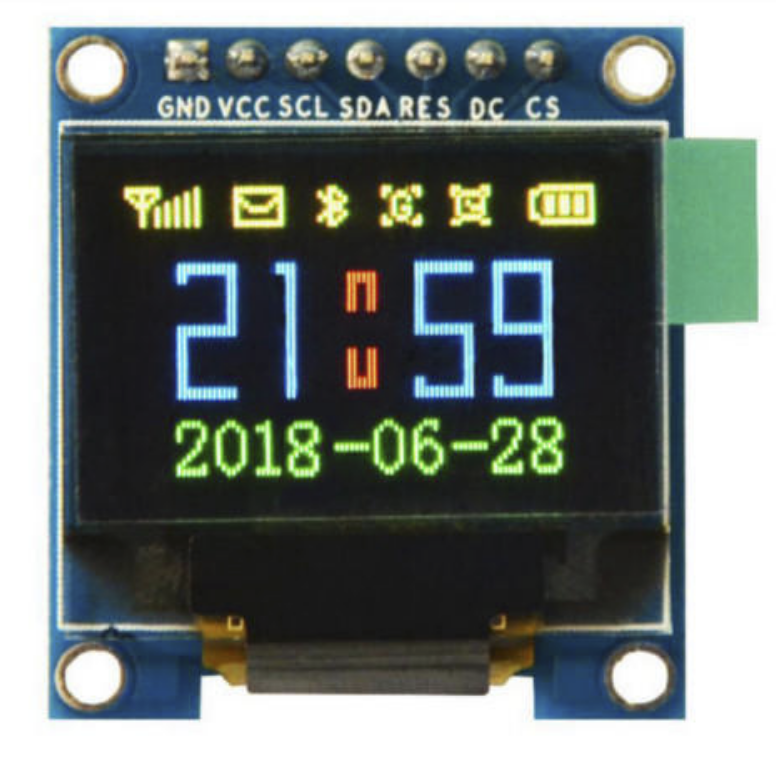 GND VCC SCL SDA RES DC CS
G S
21:59
2018-06-28